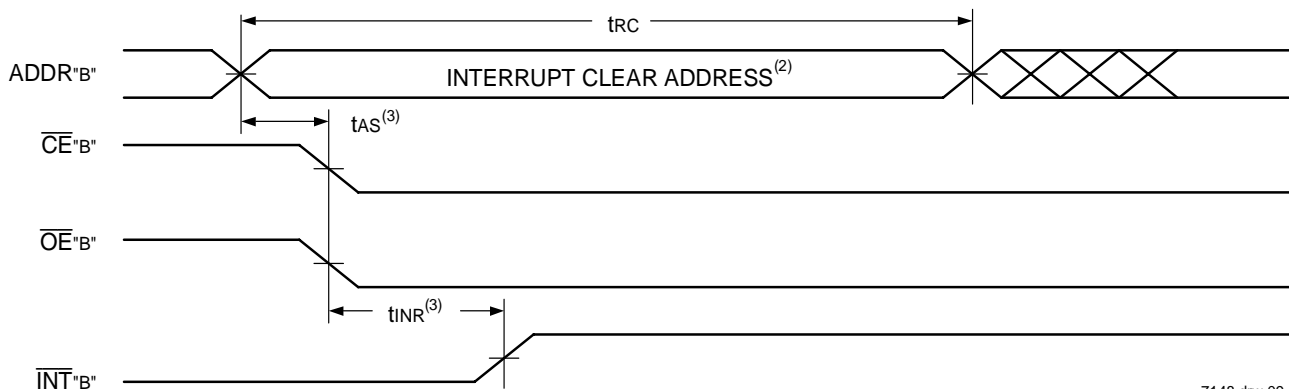 tRC
ADDR"B"
INTERRUPT CLEAR ADDRESS(2)
tAS(3)
CE"B"
OE"B"
tINR(3)
INT"B"